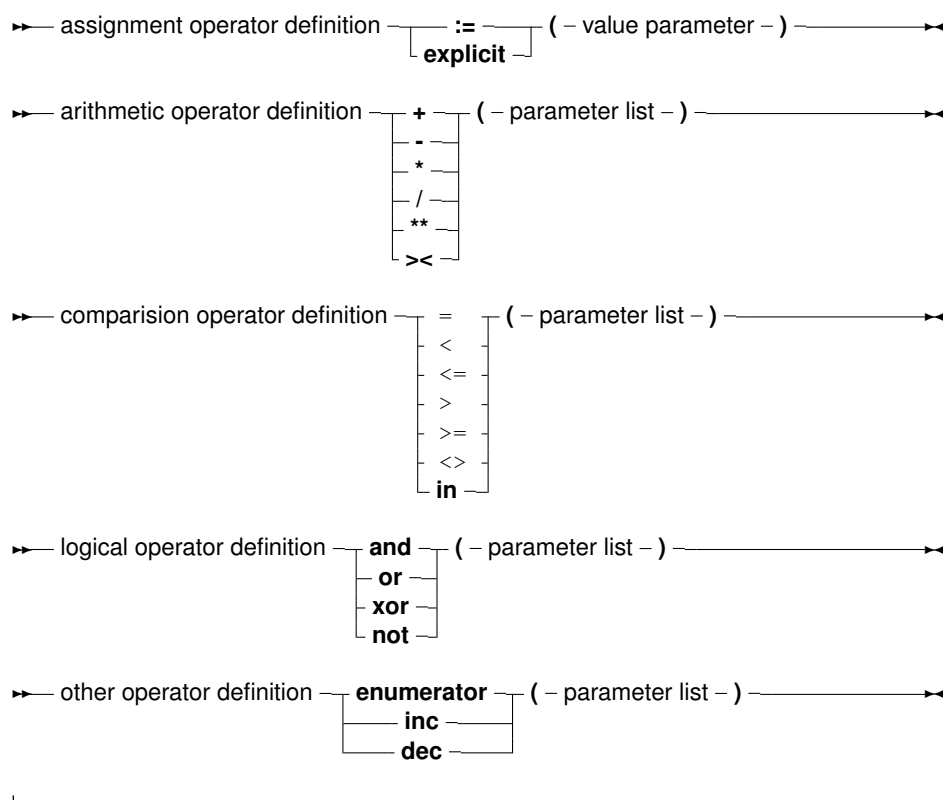 assignment operator definition := ( value parameter )
explicit
arithmetic operator definition + ( parameter list )
-
*
/
**
><
comparision operator definition = ( parameter list )
<
<=
>
>=
<>
in
logical operator definition and ( parameter list )
or
xor
not
other operator definition enumerator ( parameter list )
inc
dec